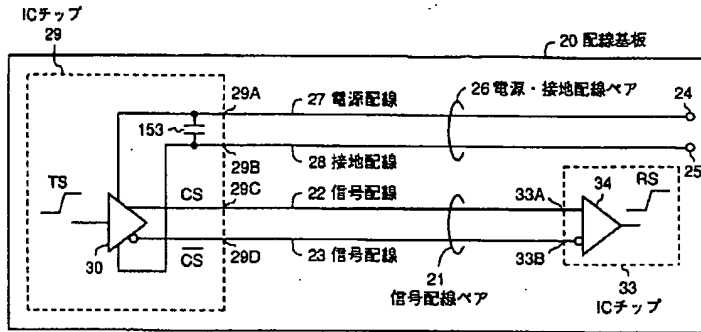 ICチップ
29
20 配線基板
29A
27 電源配線
26 電源・接地配線ペア
24
153
29B
28 接地配線
25
TS
CS
29C
22 信号配線
33A
34
RS
30
CS
29D
23 信号配線
33B
21
信号配線ペア
33
ICチップ